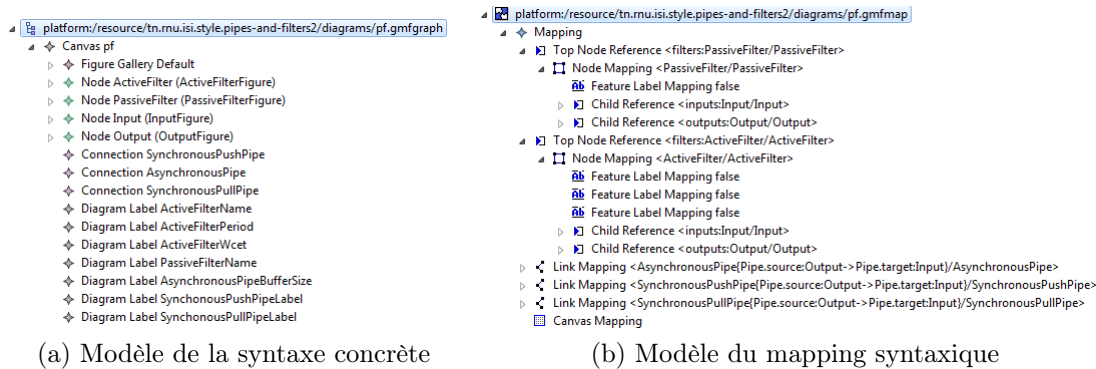 platform:/resource/tn.rnu.isi.style.pipes-and-filters2/diagrams/pf.gmfgraph
Canvas pf
Figure Gallery Default
Node ActiveFilter (ActiveFilterFigure)
Node PassiveFilter (PassiveFilterFigure)
Node Input (InputFigure)
Node Output (OutputFigure)
Connection SynchronousPushPipe
Connection AsynchronousPipe
Connection SynchronousPullPipe
Diagram Label ActiveFilterName
Diagram Label ActiveFilterPeriod
Diagram Label ActiveFilterWcet
Diagram Label PassiveFilterName
Diagram Label AsynchronousPipeBufferSize
Diagram Label SynchonousPushPipeLabel
Diagram Label SynchonousPullPipeLabel
(a) Modèle de la syntaxe concrète
platform:/resource/tn.rnu.isi.style.pipes-and-filters2/diagrams/pf.gmfmap
Mapping
Top Node Reference <filters:PassiveFilter/PassiveFilter>
Node Mapping <PassiveFilter/PassiveFilter>
Feature Label Mapping false
Child Reference <inputs:Input/Input>
Child Reference <outputs:Output/Output>
Top Node Reference <filters:ActiveFilter/ActiveFilter>
Node Mapping <ActiveFilter/ActiveFilter>
Feature Label Mapping false
Feature Label Mapping false
Feature Label Mapping false
Child Reference <inputs:Input/Input>
Child Reference <outputs:Output/Output>
Link Mapping <AsynchronousPipe{Pipe.source:Output->Pipe.target:Input}/AsynchronousPipe>
Link Mapping <SynchronousPushPipe{Pipe.source:Output->Pipe.target:Input}/SynchronousPushPipe>
Link Mapping <SynchronousPullPipe{Pipe.source:Output->Pipe.target:Input}/SynchronousPullPipe>
Canvas Mapping
(b) Modèle du mapping syntaxique